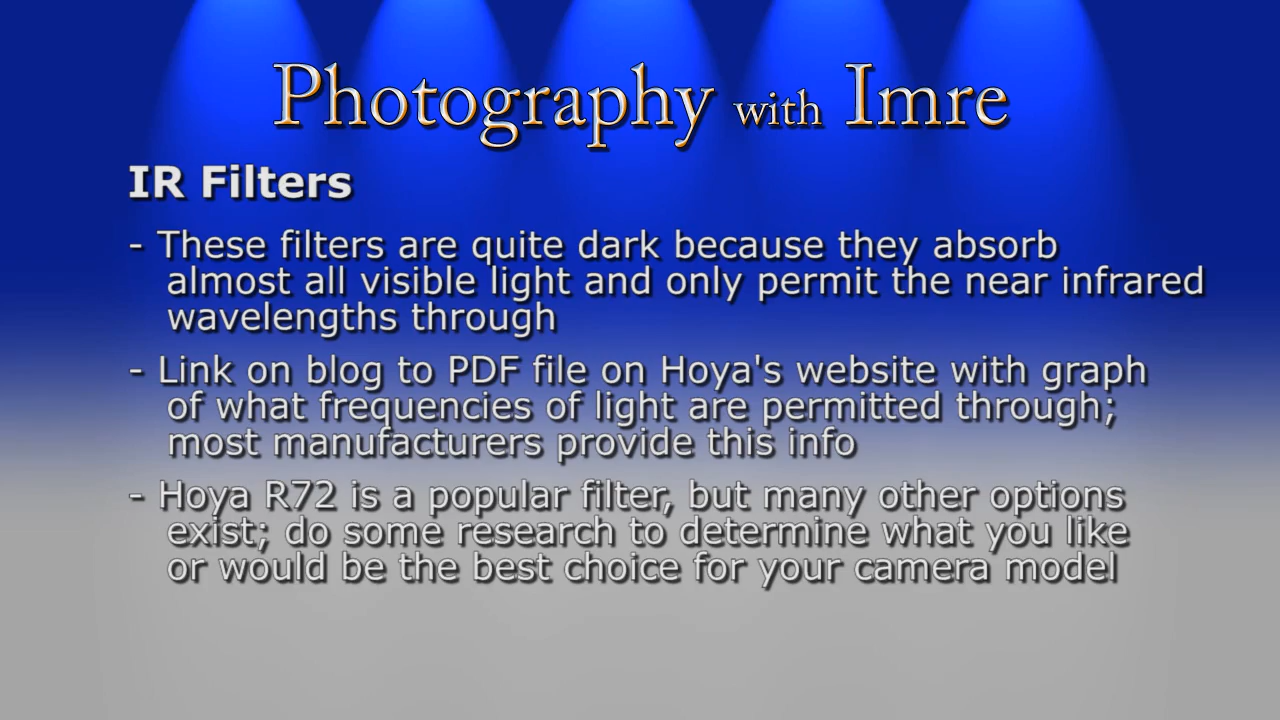 Photography with Imre
IR Filters
- These filters are quite dark because they absorb
almost all visible light and only permit the near infrared
wavelengths through
- Link on blog to PDF file on Hoya's website with graph
of what frequencies of light are permitted through;
most manufacturers provide this info
- Hoya R72 is a popular filter, but many other options
exist; do some research to determine what you like
or would be the best choice for your camera model